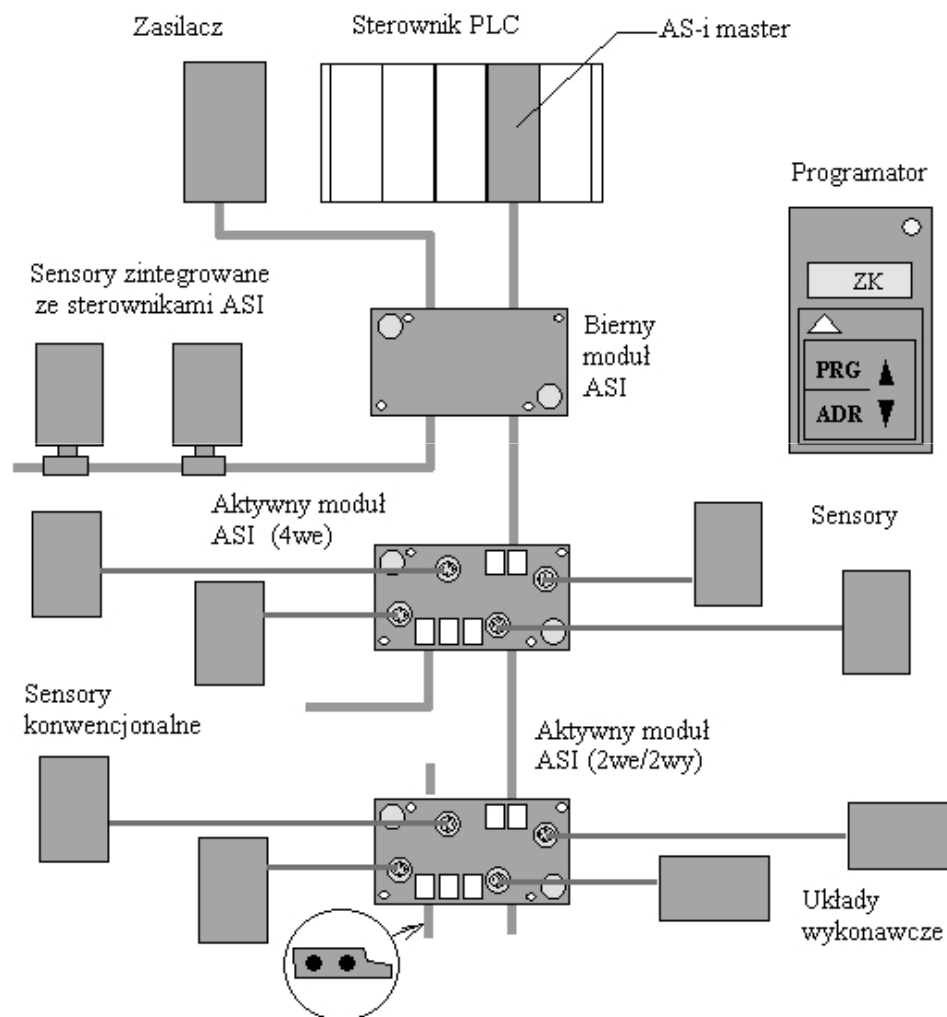 Zasilacz
Sterownik PLC
AS-i master
Programator
ZK
PRG
ADR
Sensory zintegrowane
ze sterownikami ASI
Bierny
moduł
ASI
Aktywny moduł
ASI (4we)
Sensory
Sensory
konwencjonalne
Aktywny moduł
ASI (2we/2wy)
Układy
wykonawcze